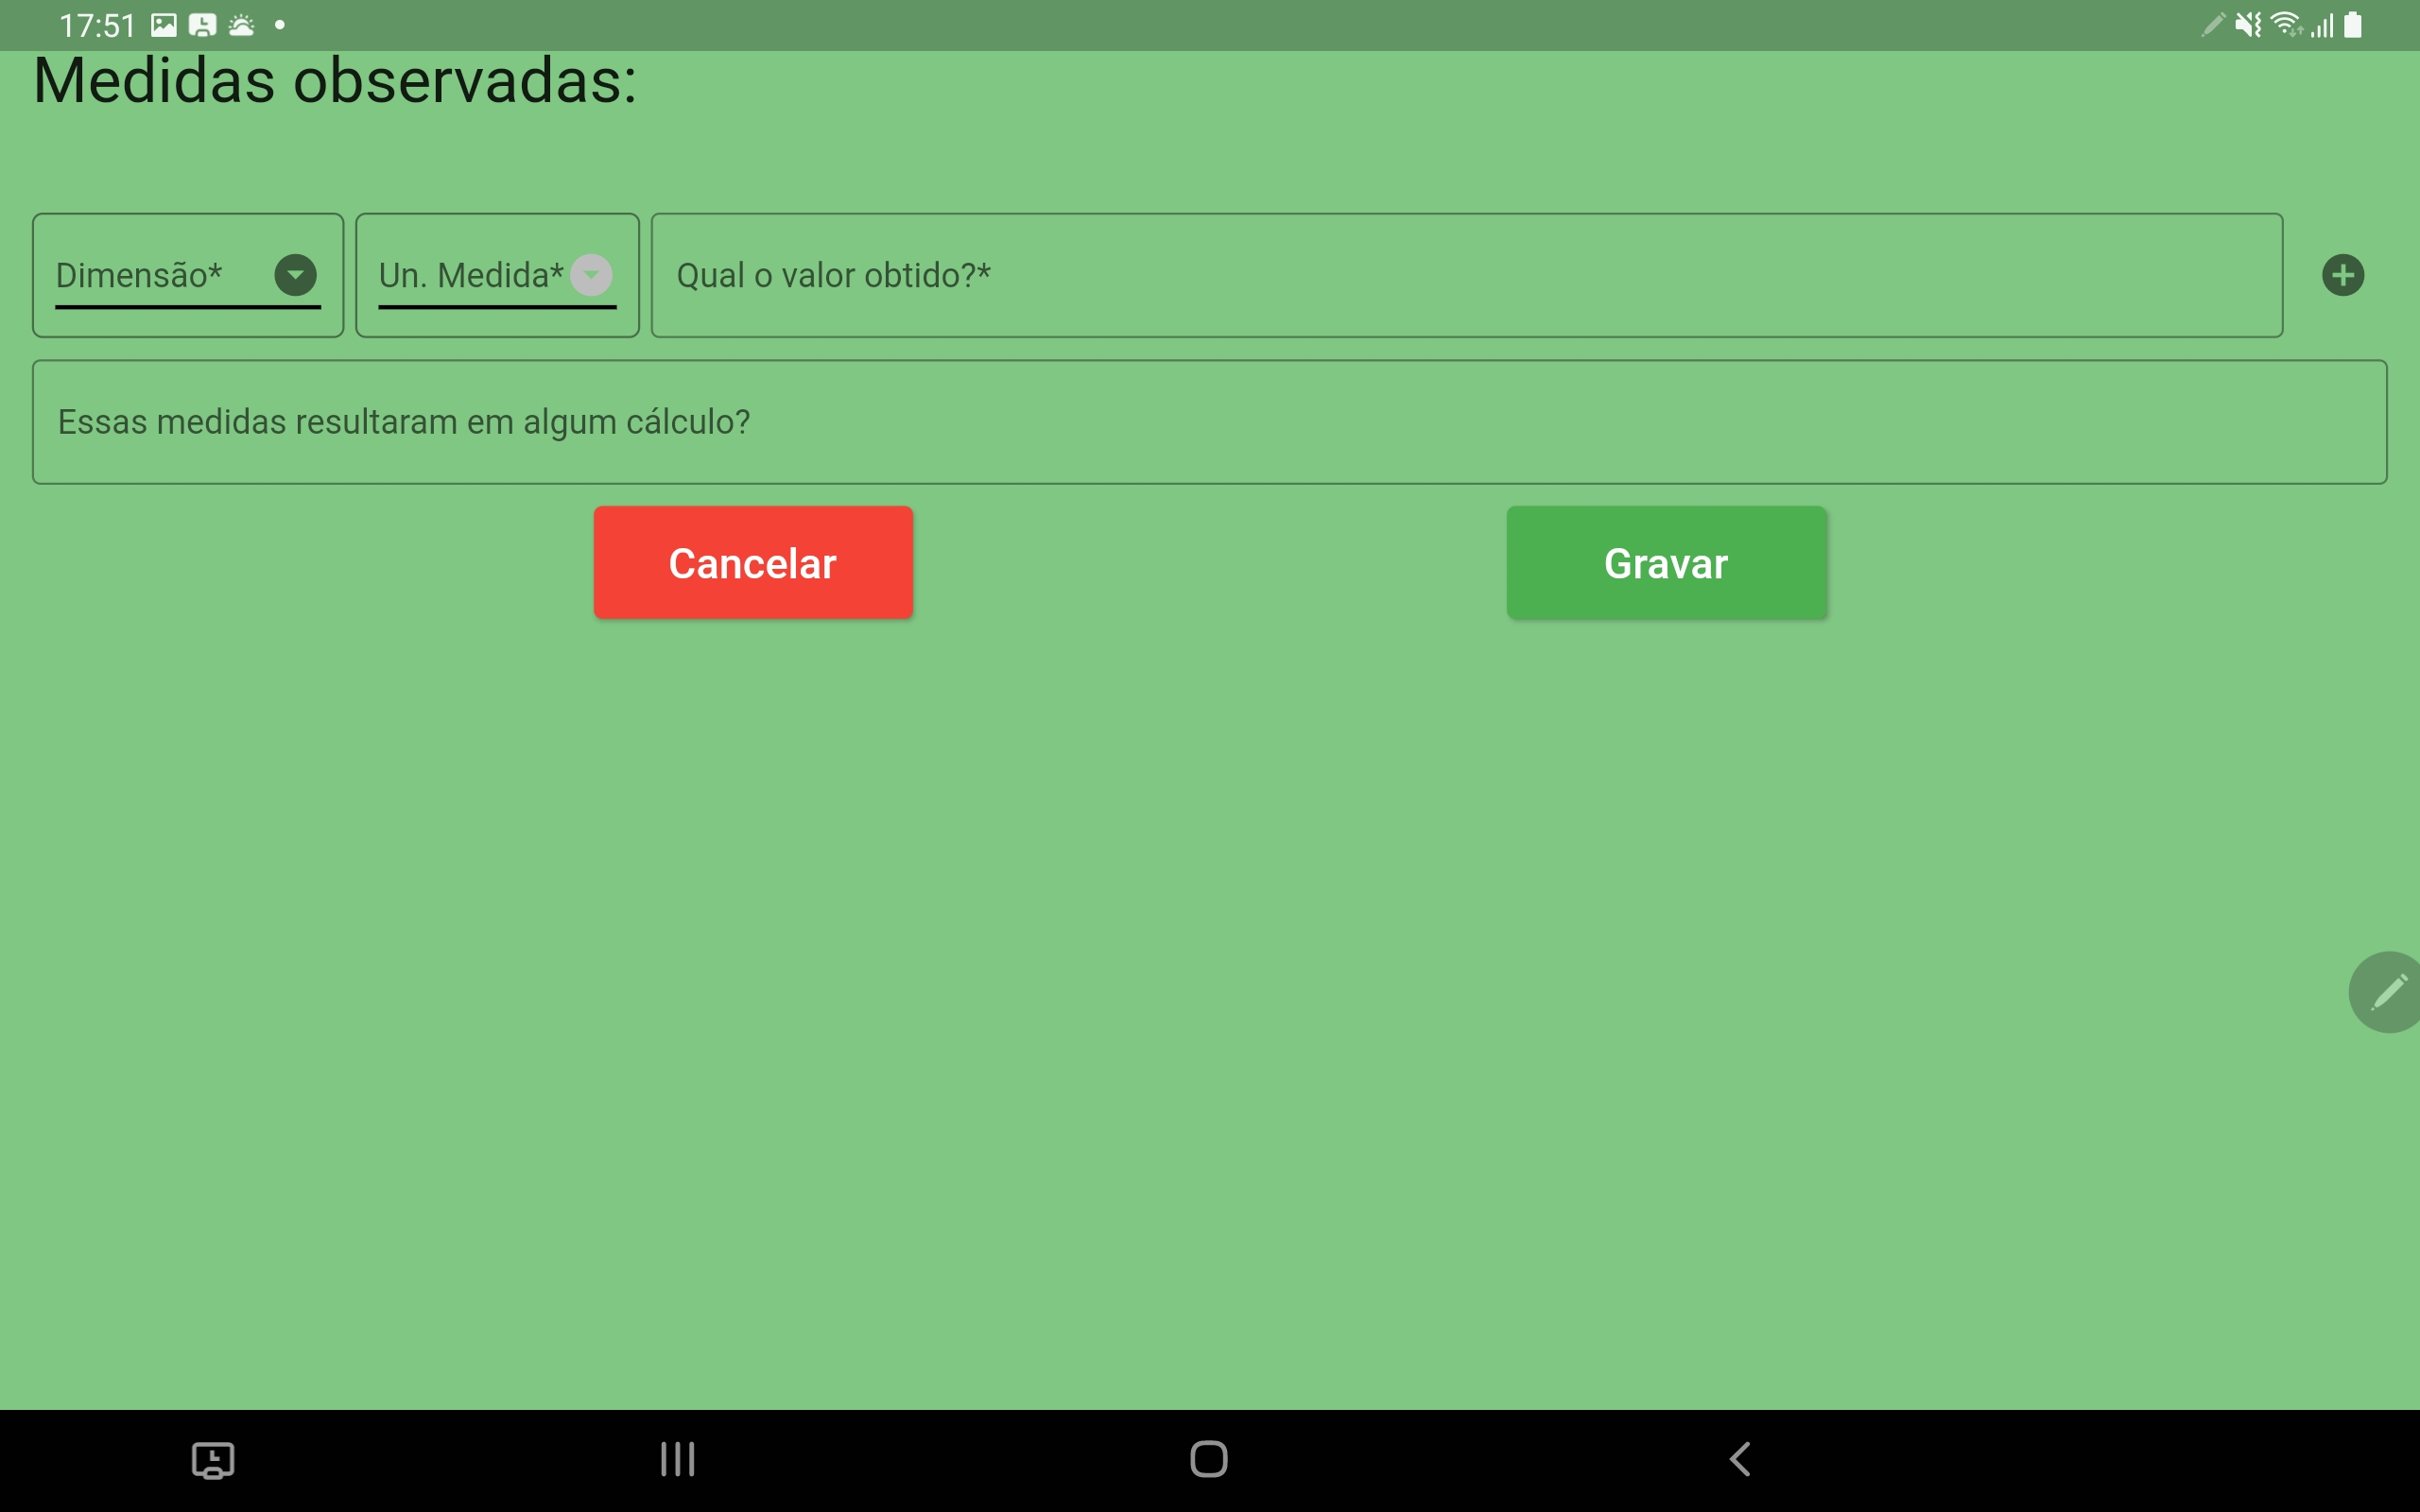 17:51
Medidas observadas:
Dimensão* Un. Medida* Qual o valor obtido?*
Essas medidas resultaram em algum cálculo?
Cancelar Gravar